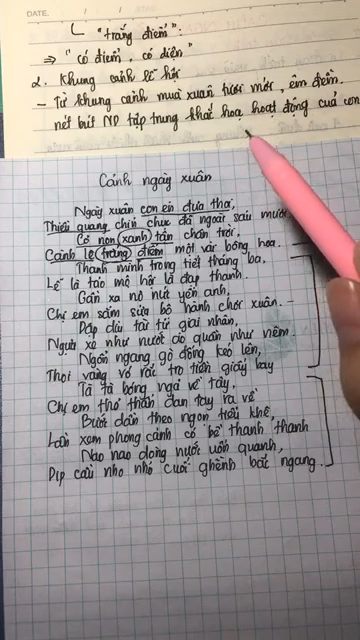 DATE. / /
↳ "trắng điểm":
⇒ "có điểm, có diện"
2. Khung cảnh lễ hội
- Từ khung cảnh mùa xuân tươi mới, êm đềm.
nét bút ND tập trung khắc hoạ hoạt động của con
Cảnh ngày xuân
Ngày xuân con én đưa thoi,
Thiều quang chín chục đã ngoài sáu mươi
Cỏ non (xanh) tận chân trời,
Cành lê (trắng) điểm một vài bông hoa.
Thanh minh trong tiết tháng ba,
Lễ là tảo mộ hội là đạp thanh.
Gần xa nô nức yến anh,
Chị em sắm sửa bộ hành chơi xuân.
Dập dìu tài tử giai nhân,
Ngựa xe như nước áo quần như nêm.
Ngổn ngang gò đống kéo lên,
Thoi vàng vó rắc tro tiền giấy bay
Tà tà bóng ngả về tây,
Chị em thơ thẩn dan tay ra về
Bước dần theo ngọn tiểu khê,
Lần xem phong cảnh có bề thanh thanh
Nao nao dòng nước uốn quanh,
Dịp cầu nho nhỏ cuối ghềnh bắc ngang.